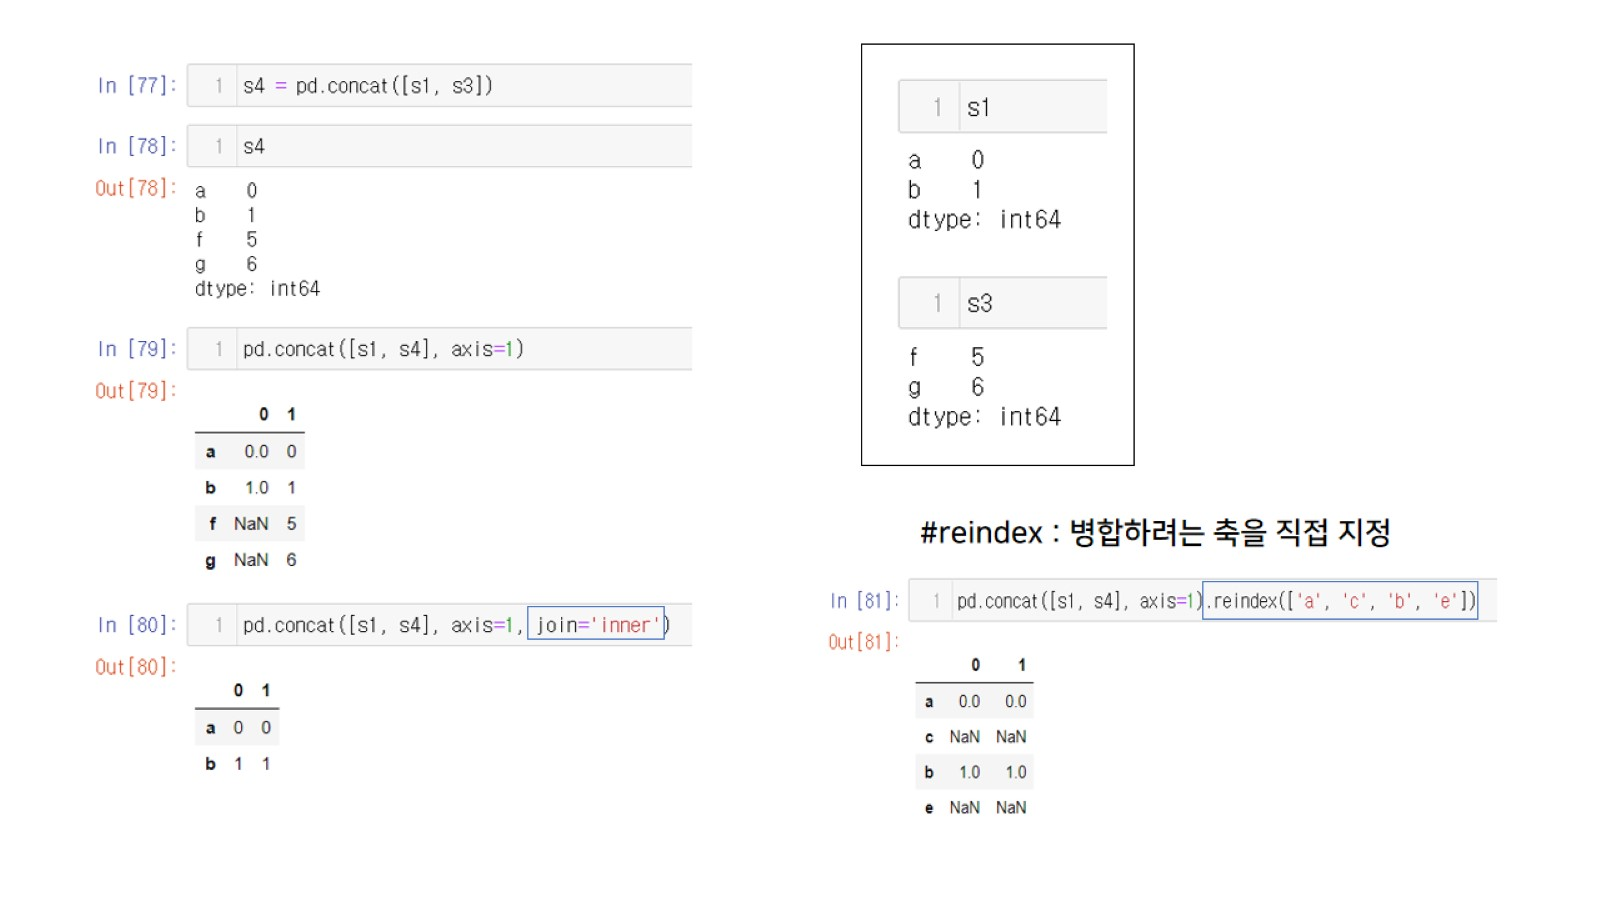 In [77]: 1 s4 = pd.concat([s1, s3])
In [78]: 1 s4
Out[78]: a 0
b 1
f 5
g 6
dtype: int64
In [79]: 1 pd.concat([s1, s4], axis=1)
Out[79]:
0 1
a 0.0 0
b 1.0 1
f NaN 5
g NaN 6
In [80]: 1 pd.concat([s1, s4], axis=1, join='inner')
Out[80]:
0 1
a 0 0
b 1 1
1 s1
a 0
b 1
dtype: int64
1 s3
f 5
g 6
dtype: int64
#reindex : 병합하려는 축을 직접 지정
In [81]: 1 pd.concat([s1, s4], axis=1).reindex(['a', 'c', 'b', 'e'])
Out[81]:
0 1
a 0.0 0.0
c NaN NaN
b 1.0 1.0
e NaN NaN